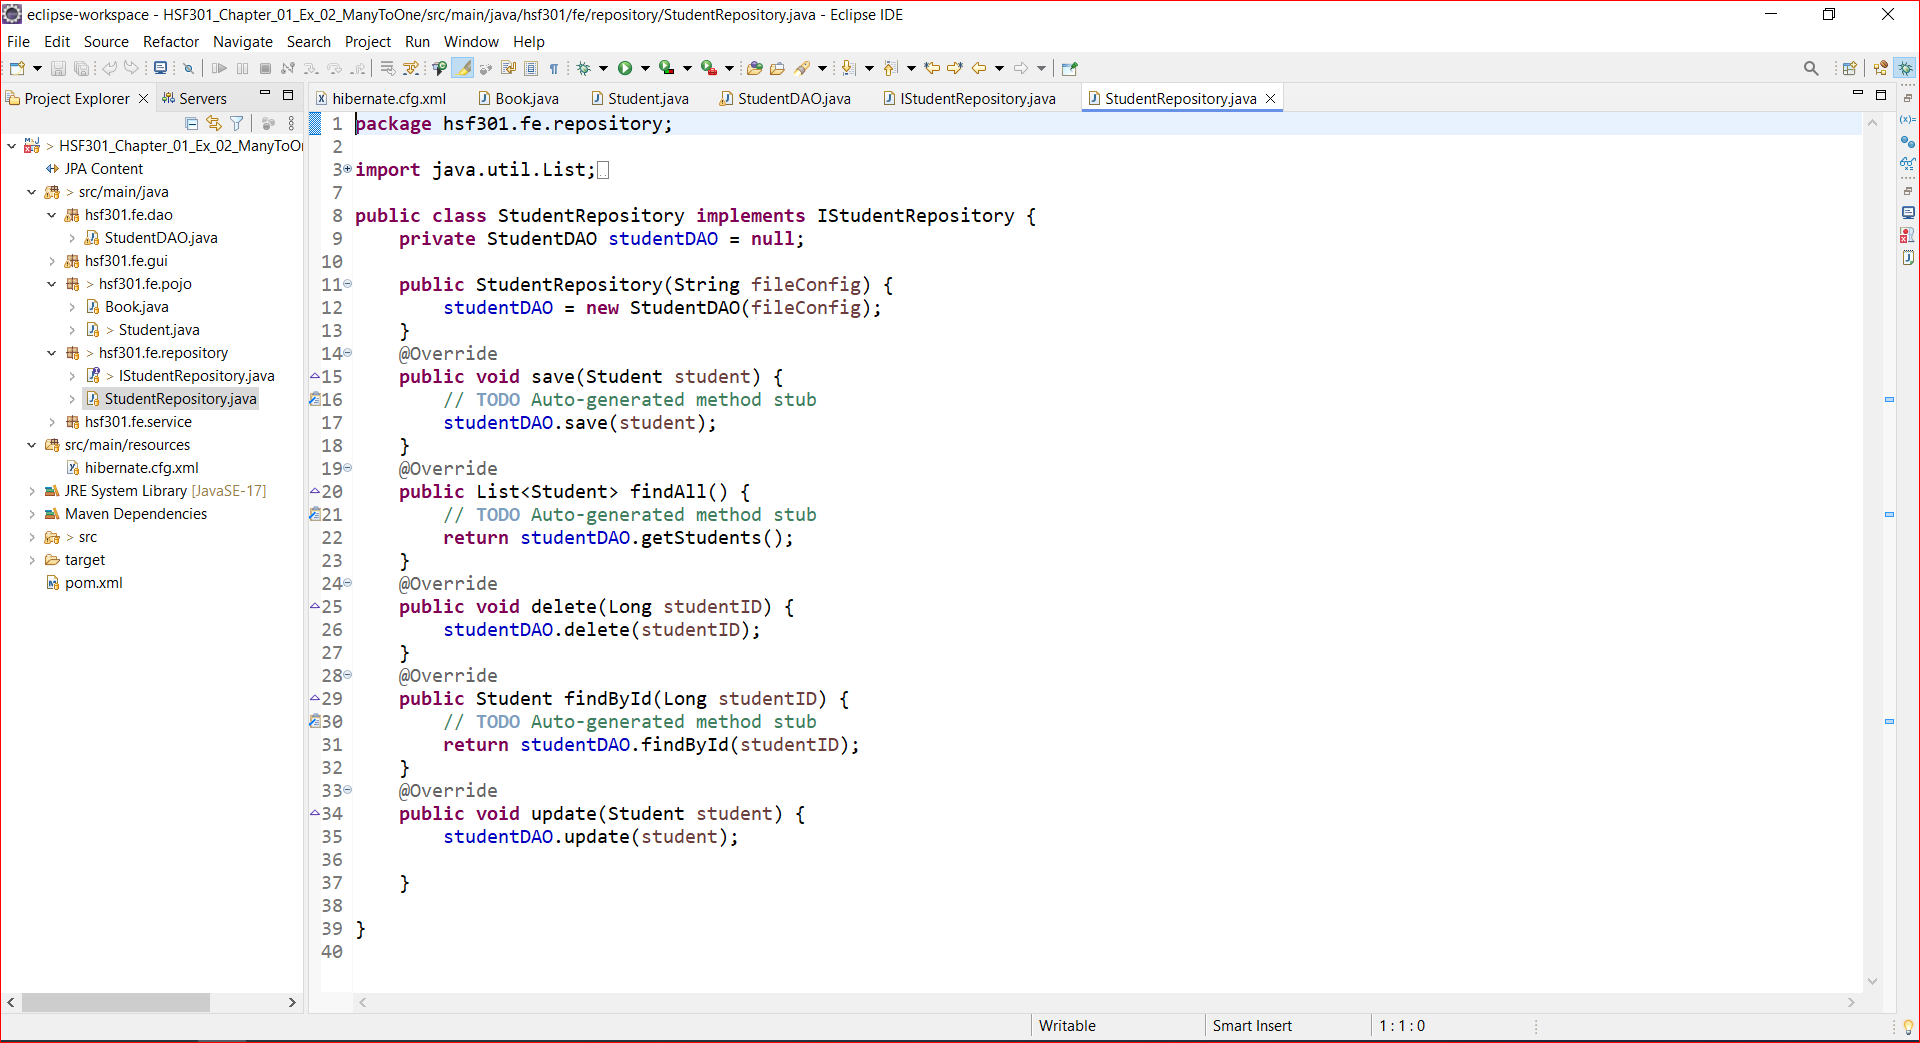 eclipse-workspace - HSF301_Chapter_01_Ex_02_ManyToOne/src/main/java/hsf301/fe/repository/StudentRepository.java - Eclipse IDE
File Edit Source Refactor Navigate Search Project Run Window Help
Project Explorer Servers
hibernate.cfg.xml Book.java Student.java StudentDAO.java IStudentRepository.java StudentRepository.java
> HSF301_Chapter_01_Ex_02_ManyToOn
JPA Content
> src/main/java
hsf301.fe.dao
StudentDAO.java
hsf301.fe.gui
> hsf301.fe.pojo
Book.java
> Student.java
> hsf301.fe.repository
> IStudentRepository.java
StudentRepository.java
hsf301.fe.service
src/main/resources
hibernate.cfg.xml
JRE System Library [JavaSE-17]
Maven Dependencies
> src
target
pom.xml
1 package hsf301.fe.repository;
2
3 import java.util.List;
7
8 public class StudentRepository implements IStudentRepository {
9 private StudentDAO studentDAO = null;
10
11 public StudentRepository(String fileConfig) {
12 studentDAO = new StudentDAO(fileConfig);
13 }
14 @Override
15 public void save(Student student) {
16 // TODO Auto-generated method stub
17 studentDAO.save(student);
18 }
19 @Override
20 public List<Student> findAll() {
21 // TODO Auto-generated method stub
22 return studentDAO.getStudents();
23 }
24 @Override
25 public void delete(Long studentID) {
26 studentDAO.delete(studentID);
27 }
28 @Override
29 public Student findById(Long studentID) {
30 // TODO Auto-generated method stub
31 return studentDAO.findById(studentID);
32 }
33 @Override
34 public void update(Student student) {
35 studentDAO.update(student);
36
37 }
38
39 }
40
Writable Smart Insert 1 : 1 : 0